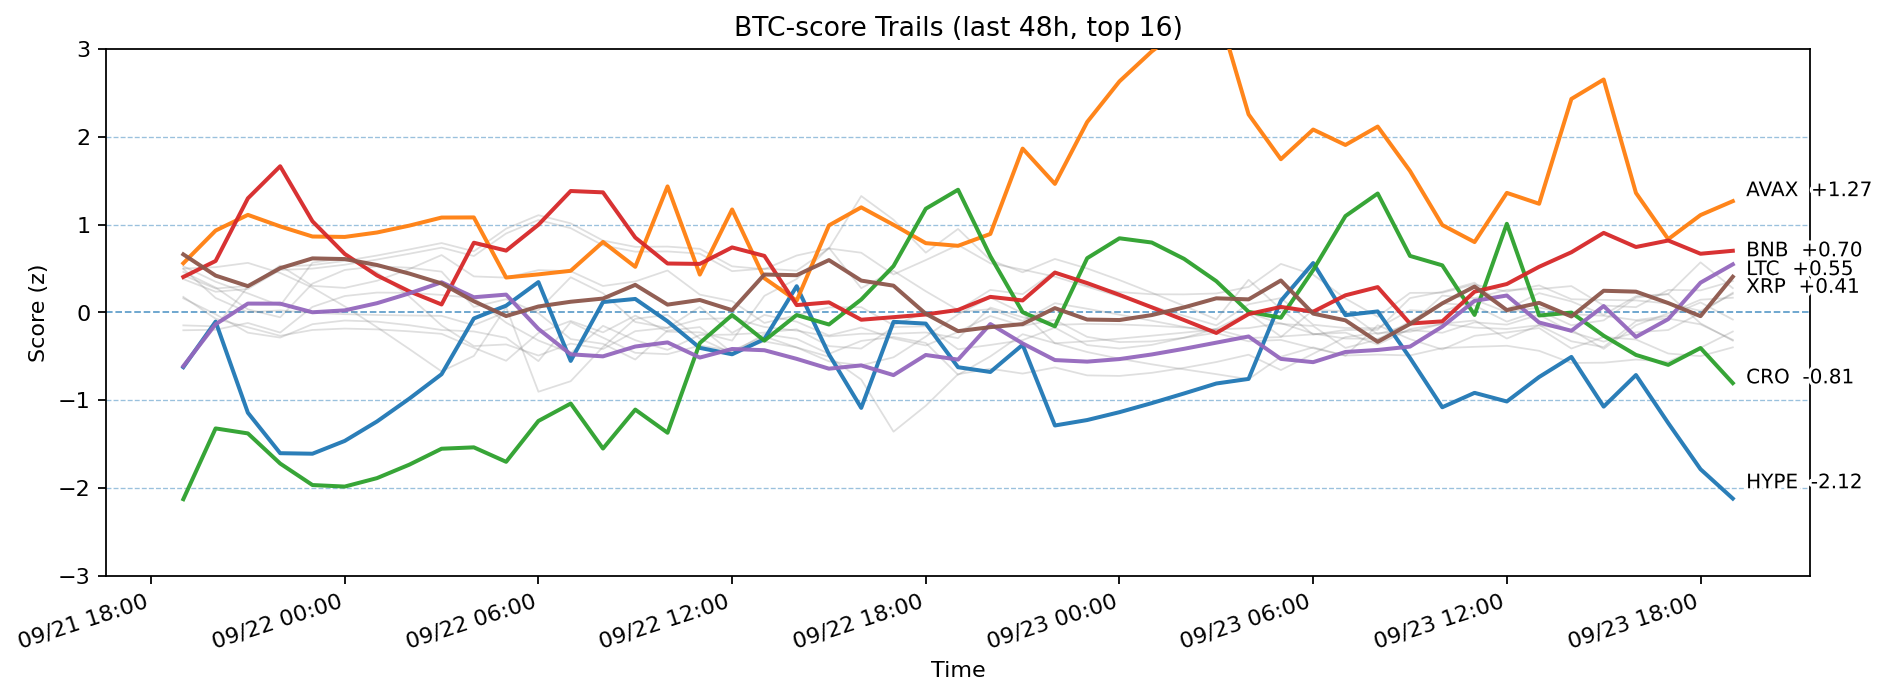 BTC-score Trails (last 48h, top 16)
Score (z)
3
2
1
0
−1
−2
−3
AVAX +1.27
BNB +0.70
LTC +0.55
XRP +0.41
CRO -0.81
HYPE -2.12
09/21 18:00
09/22 00:00
09/22 06:00
09/22 12:00
09/22 18:00
09/23 00:00
09/23 06:00
09/23 12:00
09/23 18:00
Time